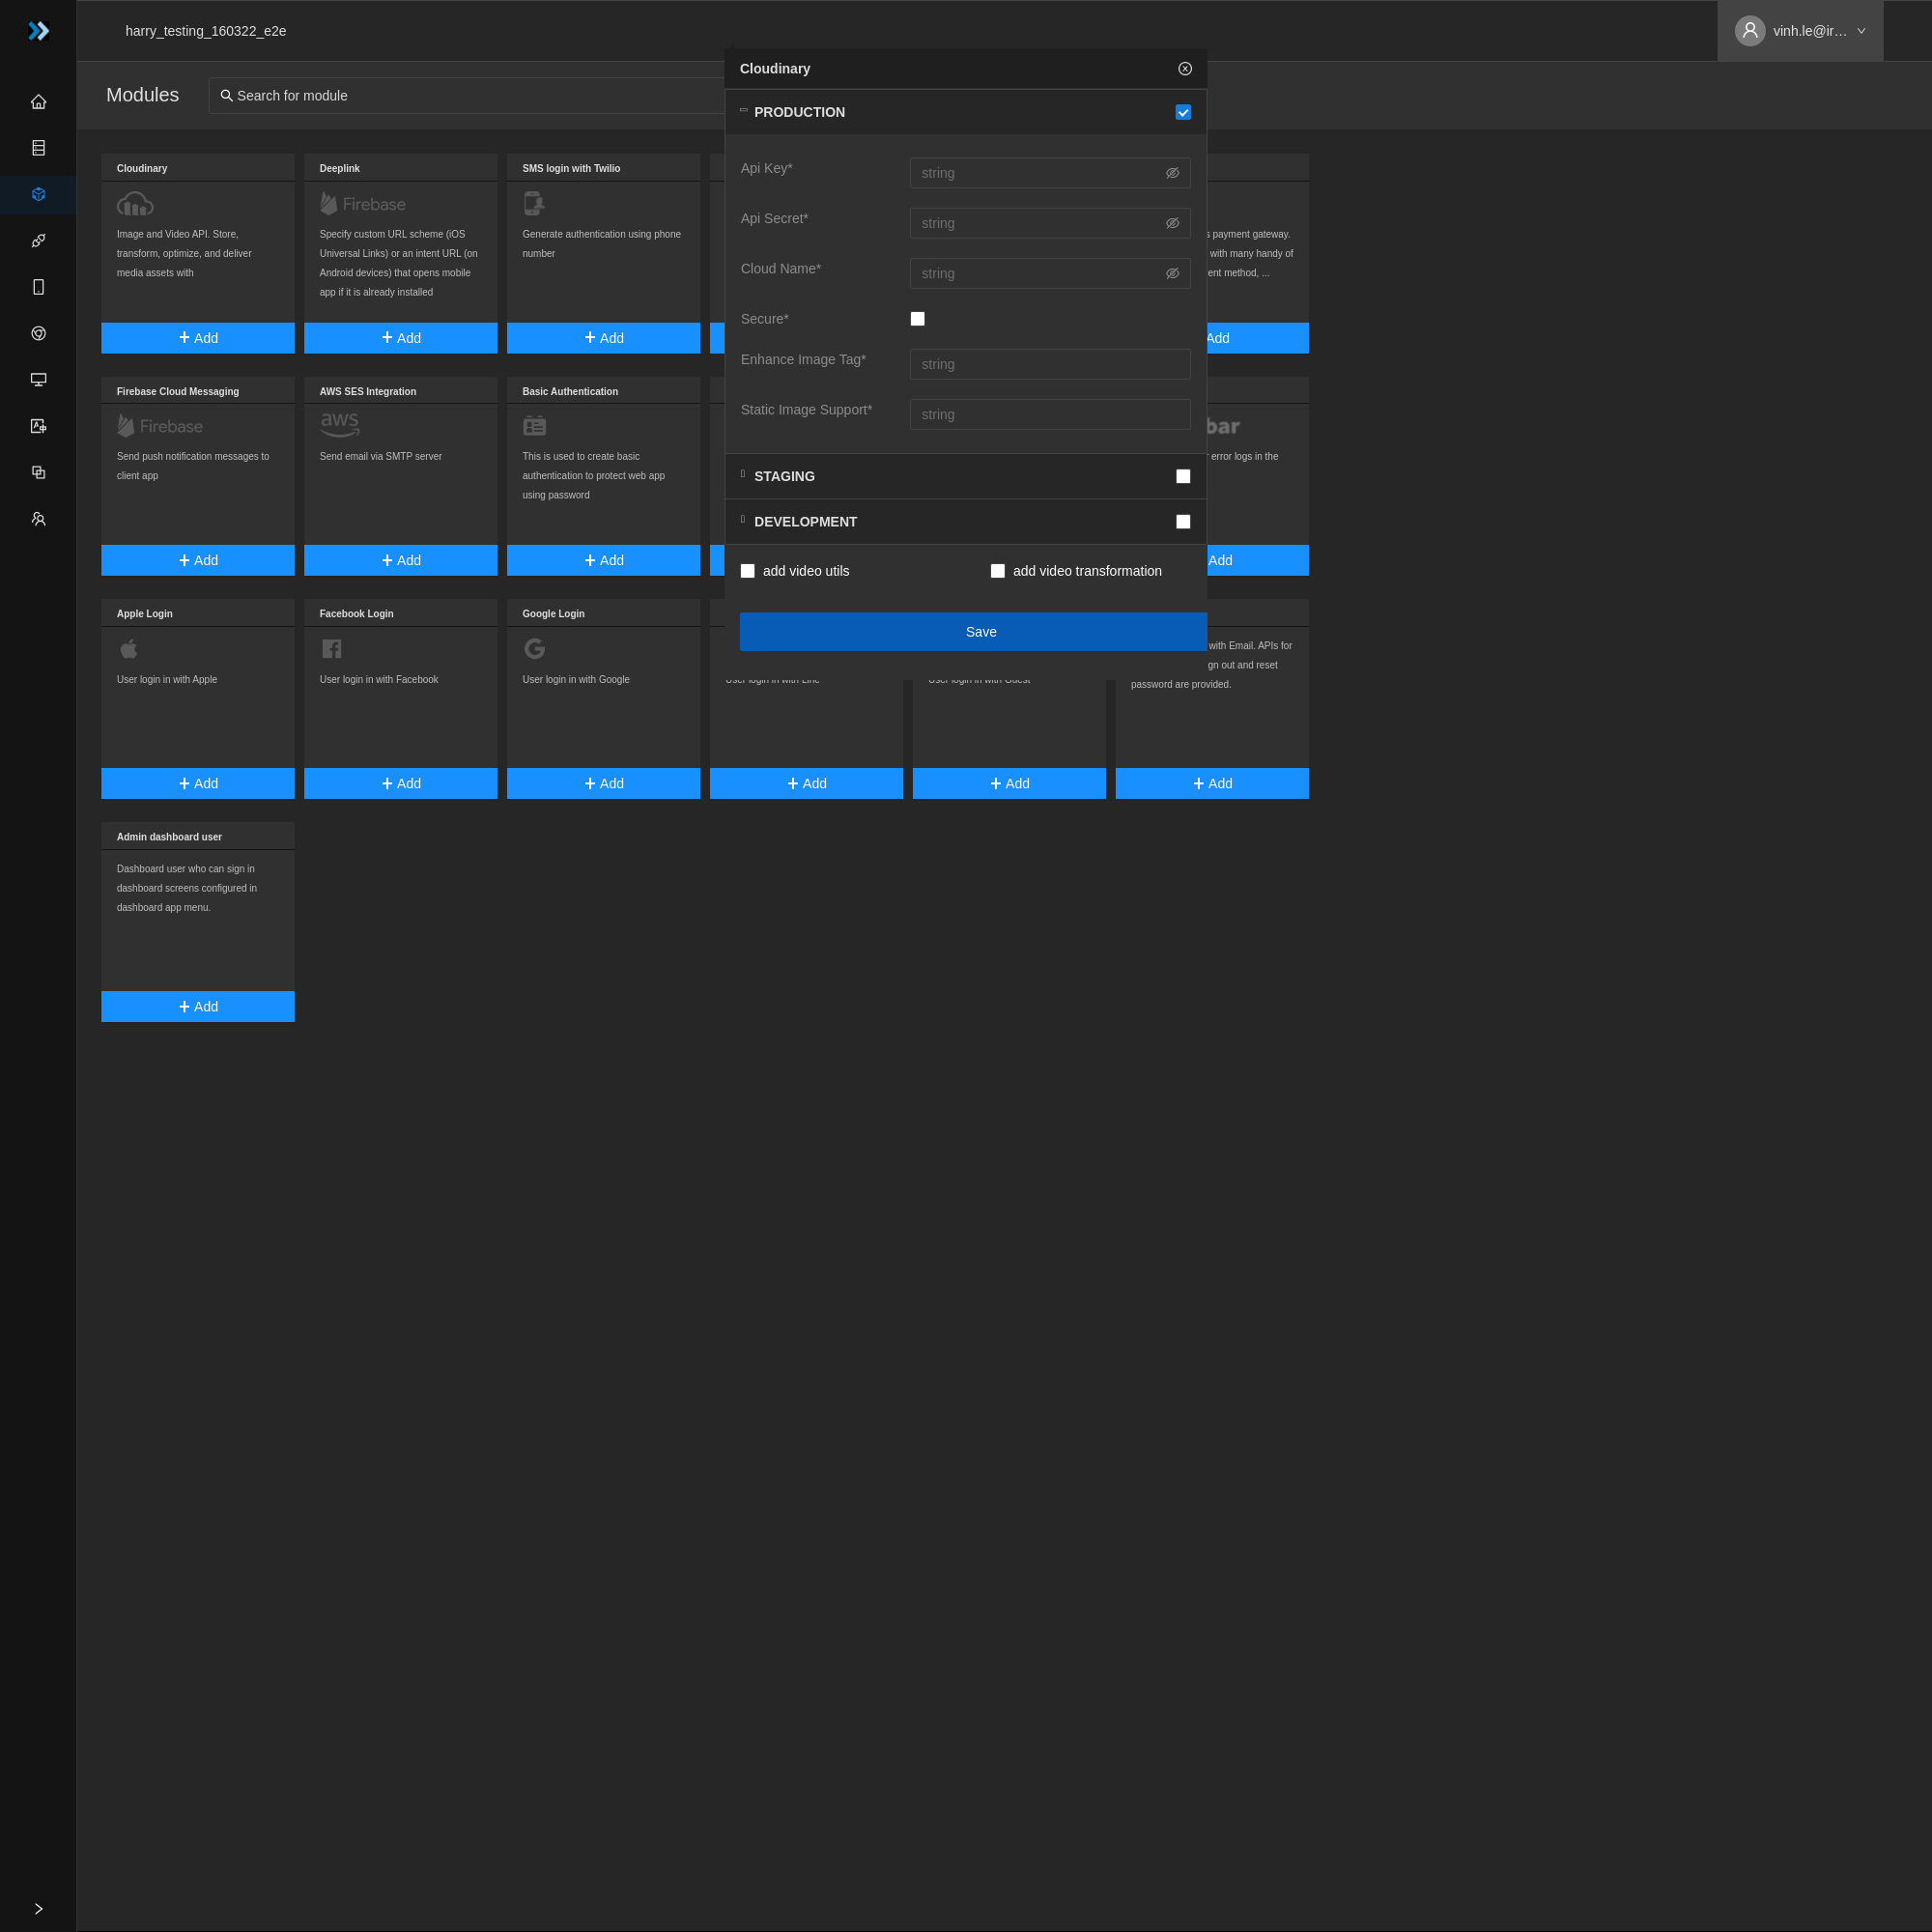 harry_testing_160322_e2e
vinh.le@ir…
Modules
Search for module
Cloudinary
PRODUCTION
Api Key*
string
Api Secret*
string
Cloud Name*
string
Secure*
Enhance Image Tag*
string
Static Image Support*
string
STAGING
DEVELOPMENT
add video utils
add video transformation
Save
Cloudinary
Image and Video API. Store,
transform, optimize, and deliver
media assets with
Add
Deeplink
Firebase
Specify custom URL scheme (iOS
Universal Links) or an intent URL (on
Android devices) that opens mobile
app if it is already installed
Add
SMS login with Twilio
Generate authentication using phone
number
Add
payment gateway.
with many handy of
ent method, ...
Add
Firebase Cloud Messaging
Firebase
Send push notification messages to
client app
Add
AWS SES Integration
aws
Send email via SMTP server
Add
Basic Authentication
This is used to create basic
authentication to protect web app
using password
Add
bar
error logs in the
Add
Apple Login
User login in with Apple
Add
Facebook Login
User login in with Facebook
Add
Google Login
User login in with Google
Add
User login in with Line
Add
User login in with Guest
Add
with Email. APIs for
gn out and reset
password are provided.
Add
Admin dashboard user
Dashboard user who can sign in
dashboard screens configured in
dashboard app menu.
Add